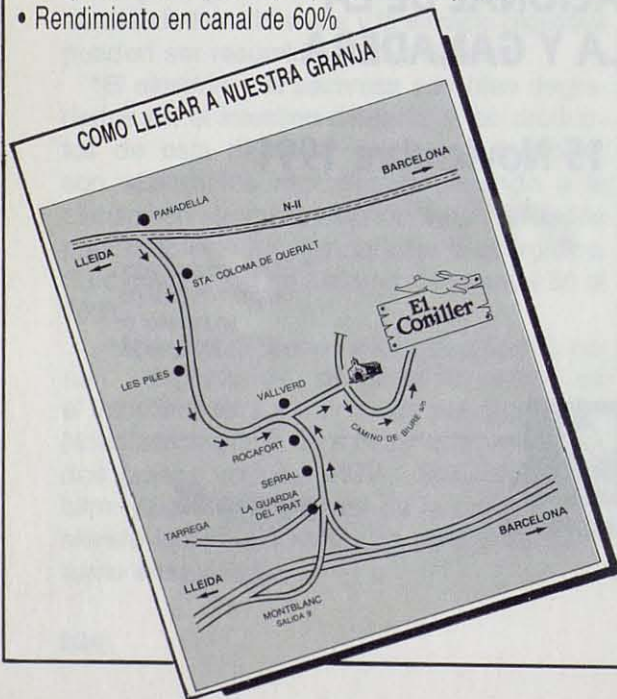 • Rendimiento en canal de 60%
COMO LLEGAR A NUESTRA GRANJA
BARCELONA
PANADELLA
N-II
LLEIDA
STA. COLOMA DE QUERALT
El
Coniller
LES PILES
VALLVERD
CAMINO DE BIURE s/n
ROCAFORT
SERRAL
LA GUARDIA
DEL PRAT
TARREGA
BARCELONA
LLEIDA
MONTBLANC
SALIDA 9